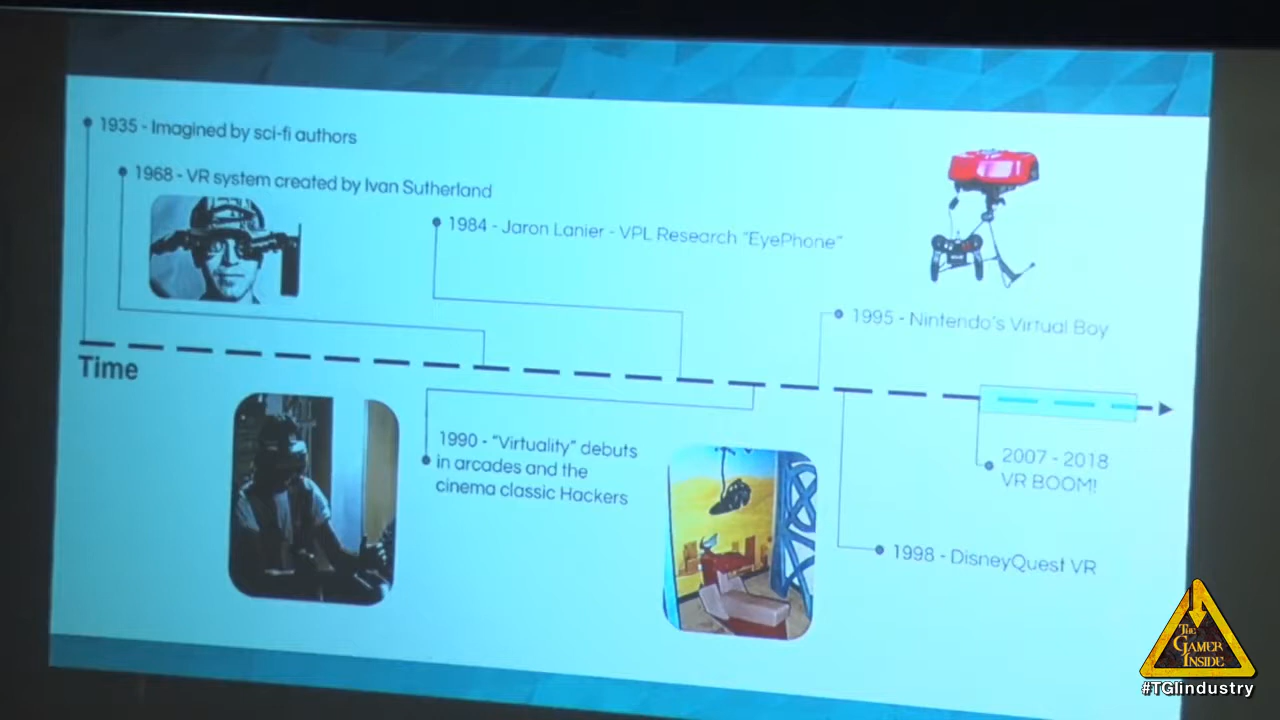 1935 - Imagined by sci-fi authors
1968 - VR system created by Ivan Sutherland
1984 - Jaron Lanier - VPL Research "EyePhone"
1995 - Nintendo's Virtual Boy
Time
1990 - "Virtuality" debuts
in arcades and the
cinema classic Hackers
2007 - 2018
VR BOOM!
1998 - DisneyQuest VR
THE
GAMER
INSIDE
#TGIindustry